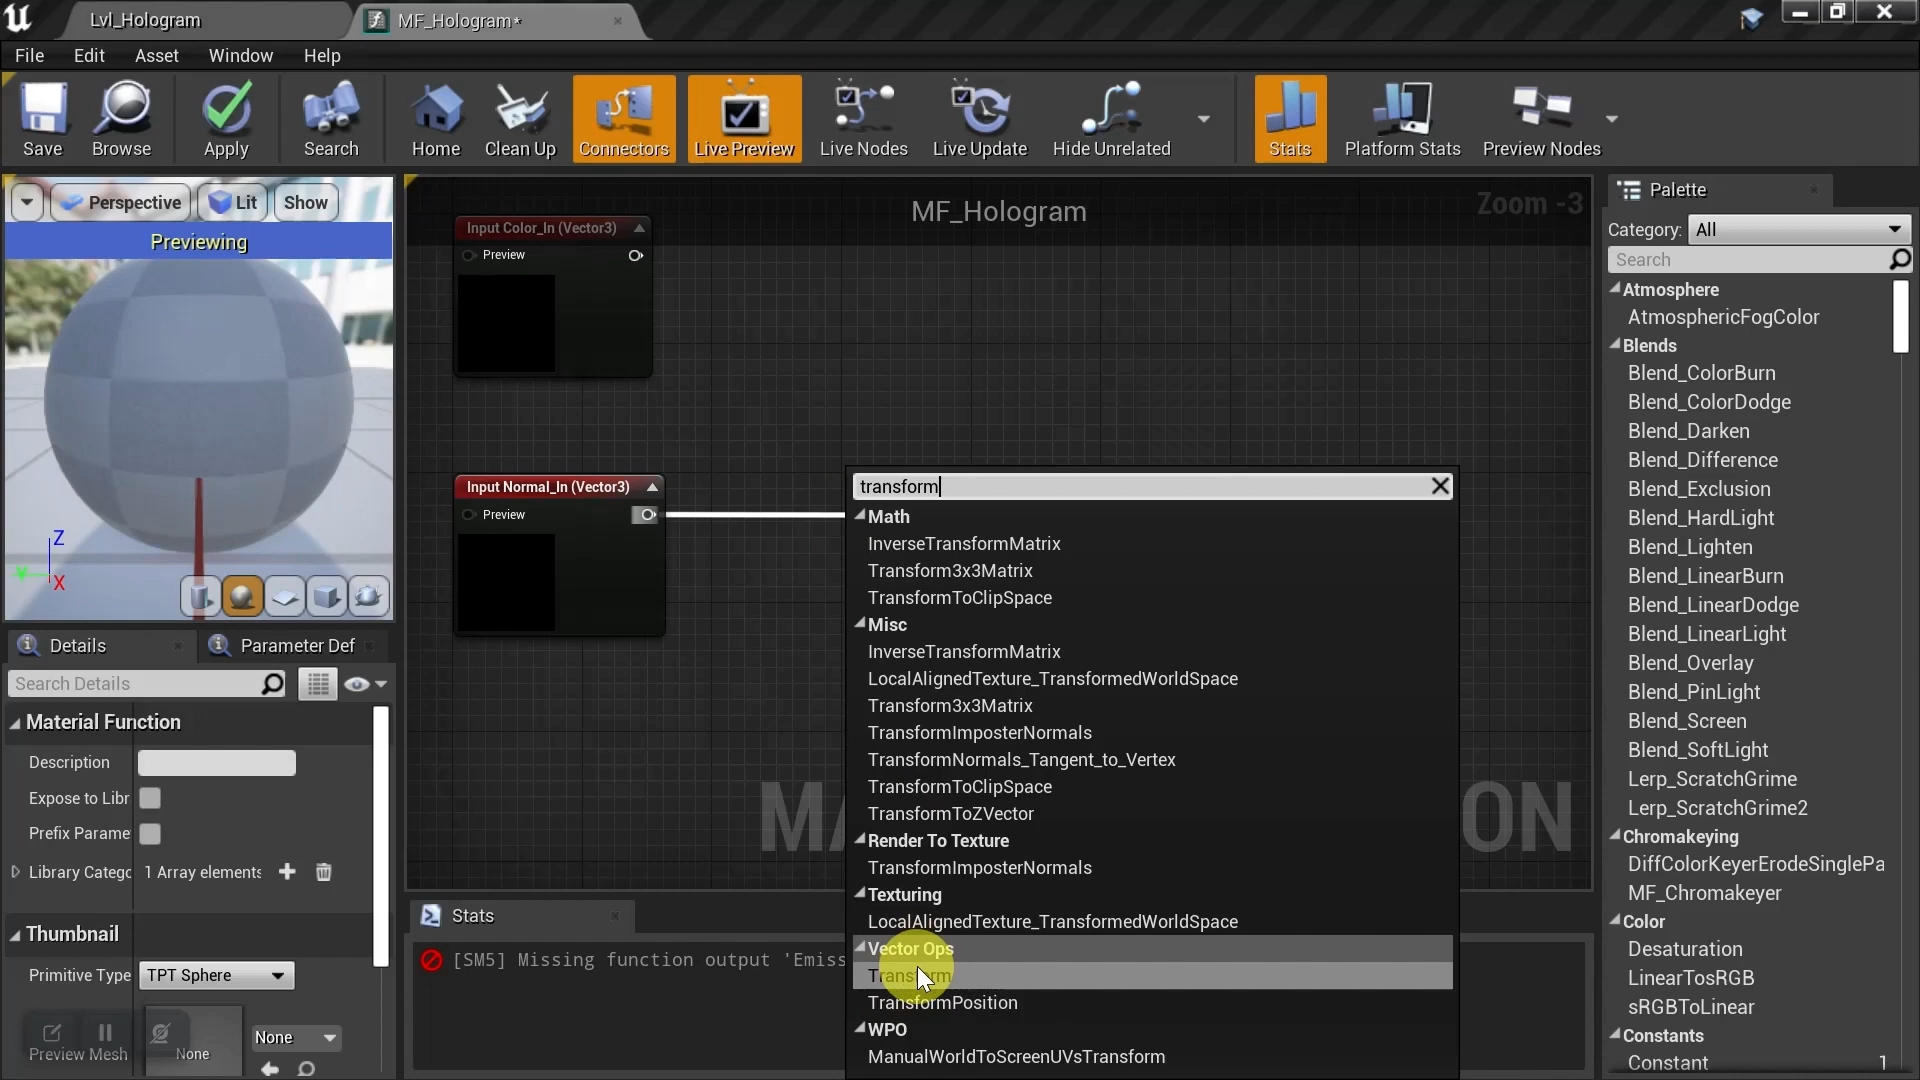 Lvl_Hologram
MF_Hologram*
File Edit Asset Window Help
Save Browse Apply Search Home Clean Up Connectors Live Preview Live Nodes Live Update Hide Unrelated Stats Platform Stats Preview Nodes
Perspective Lit Show
Previewing
Z
Y
X
MF_Hologram
Zoom -3
Input Color_In (Vector3)
Preview
Input Normal_In (Vector3)
Preview
transform
Math
InverseTransformMatrix
Transform3x3Matrix
TransformToClipSpace
Misc
InverseTransformMatrix
LocalAlignedTexture_TransformedWorldSpace
Transform3x3Matrix
TransformImposterNormals
TransformNormals_Tangent_to_Vertex
TransformToClipSpace
TransformToZVector
Render To Texture
TransformImposterNormals
Texturing
LocalAlignedTexture_TransformedWorldSpace
Vector Ops
Transform
TransformPosition
WPO
ManualWorldToScreenUVsTransform
MA
ON
Stats
[SM5] Missing function output 'Emiss
Details
Parameter Def
Search Details
Material Function
Description
Expose to Libr
Prefix Parame
Library Catego 1 Array elements
Thumbnail
Primitive Type TPT Sphere
Preview Mesh
None
None
Palette
Category: All
Search
Atmosphere
AtmosphericFogColor
Blends
Blend_ColorBurn
Blend_ColorDodge
Blend_Darken
Blend_Difference
Blend_Exclusion
Blend_HardLight
Blend_Lighten
Blend_LinearBurn
Blend_LinearDodge
Blend_LinearLight
Blend_Overlay
Blend_PinLight
Blend_Screen
Blend_SoftLight
Lerp_ScratchGrime
Lerp_ScratchGrime2
Chromakeying
DiffColorKeyerErodeSinglePa
MF_Chromakeyer
Color
Desaturation
LinearTosRGB
sRGBToLinear
Constants
Constant 1